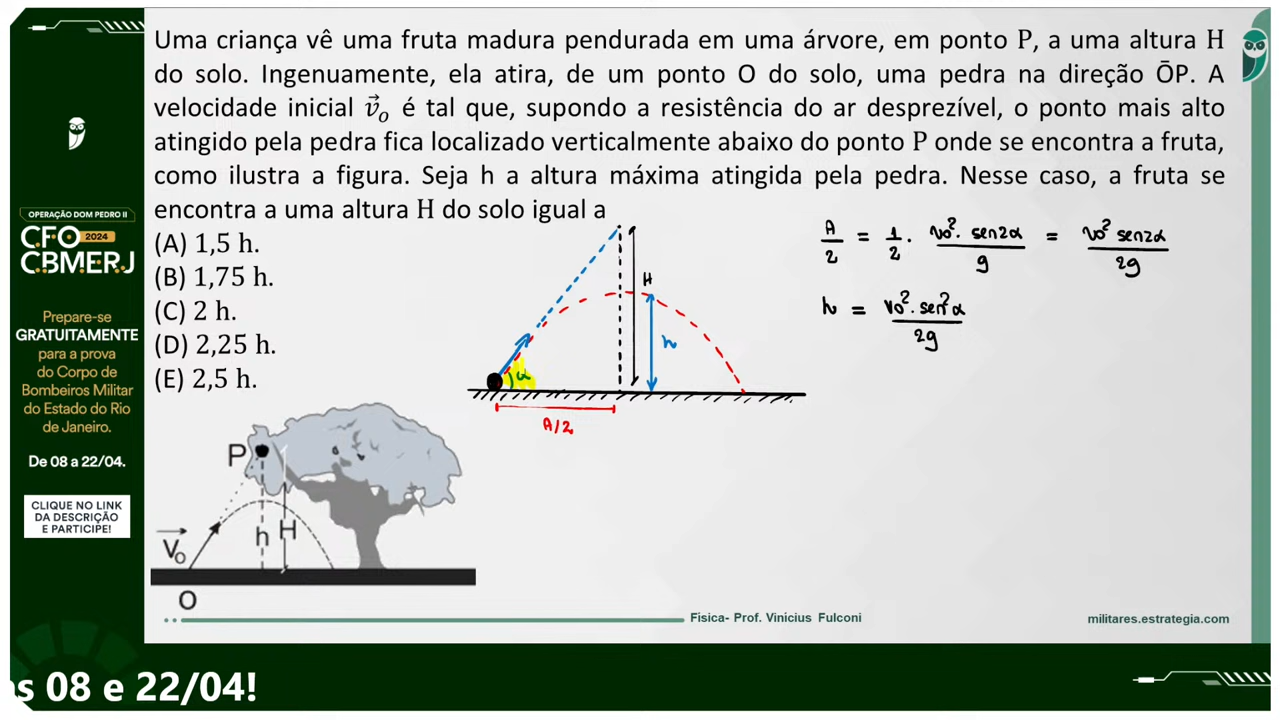 Uma criança vê uma fruta madura pendurada em uma árvore, em ponto P, a uma altura H
do solo. Ingenuamente, ela atira, de um ponto O do solo, uma pedra na direção ŌP. A
velocidade inicial v⃗ₒ é tal que, supondo a resistência do ar desprezível, o ponto mais alto
atingido pela pedra fica localizado verticalmente abaixo do ponto P onde se encontra a fruta,
como ilustra a figura. Seja h a altura máxima atingida pela pedra. Nesse caso, a fruta se
encontra a uma altura H do solo igual a
(A) 1,5 h.
(B) 1,75 h.
(C) 2 h.
(D) 2,25 h.
(E) 2,5 h.
H
h
α
A/2
A/2 = 1/2 · vo² · sen2α / g = vo² sen2α / 2g
h = vo² · sen²α / 2g
P
h
H
V₀
O
OPERAÇÃO DOM PEDRO II
CFO 2024
CBMERJ
Prepare-se
GRATUITAMENTE
para a prova
do Corpo de
Bombeiros Militar
do Estado do Rio
de Janeiro.
De 08 a 22/04.
CLIQUE NO LINK
DA DESCRIÇÃO
E PARTICIPE!
Física- Prof. Vinícius Fulconi
militares.estrategia.com
s 08 e 22/04!